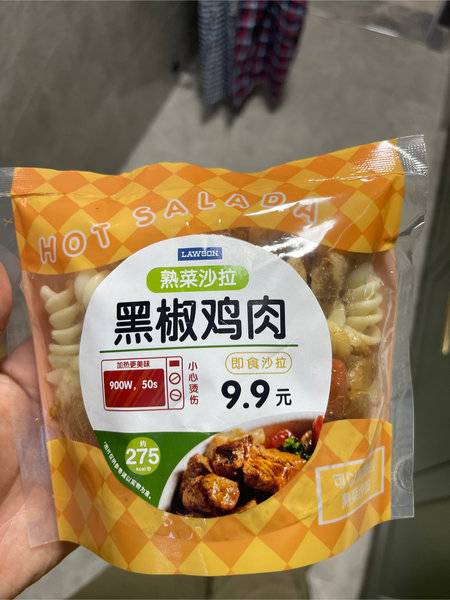 HOT SALADA
LAWSON
熟菜沙拉
黑椒鸡肉
加热更美味
900W, 50s
小心烫伤
即食沙拉
9.9元
约
275
kcal/份